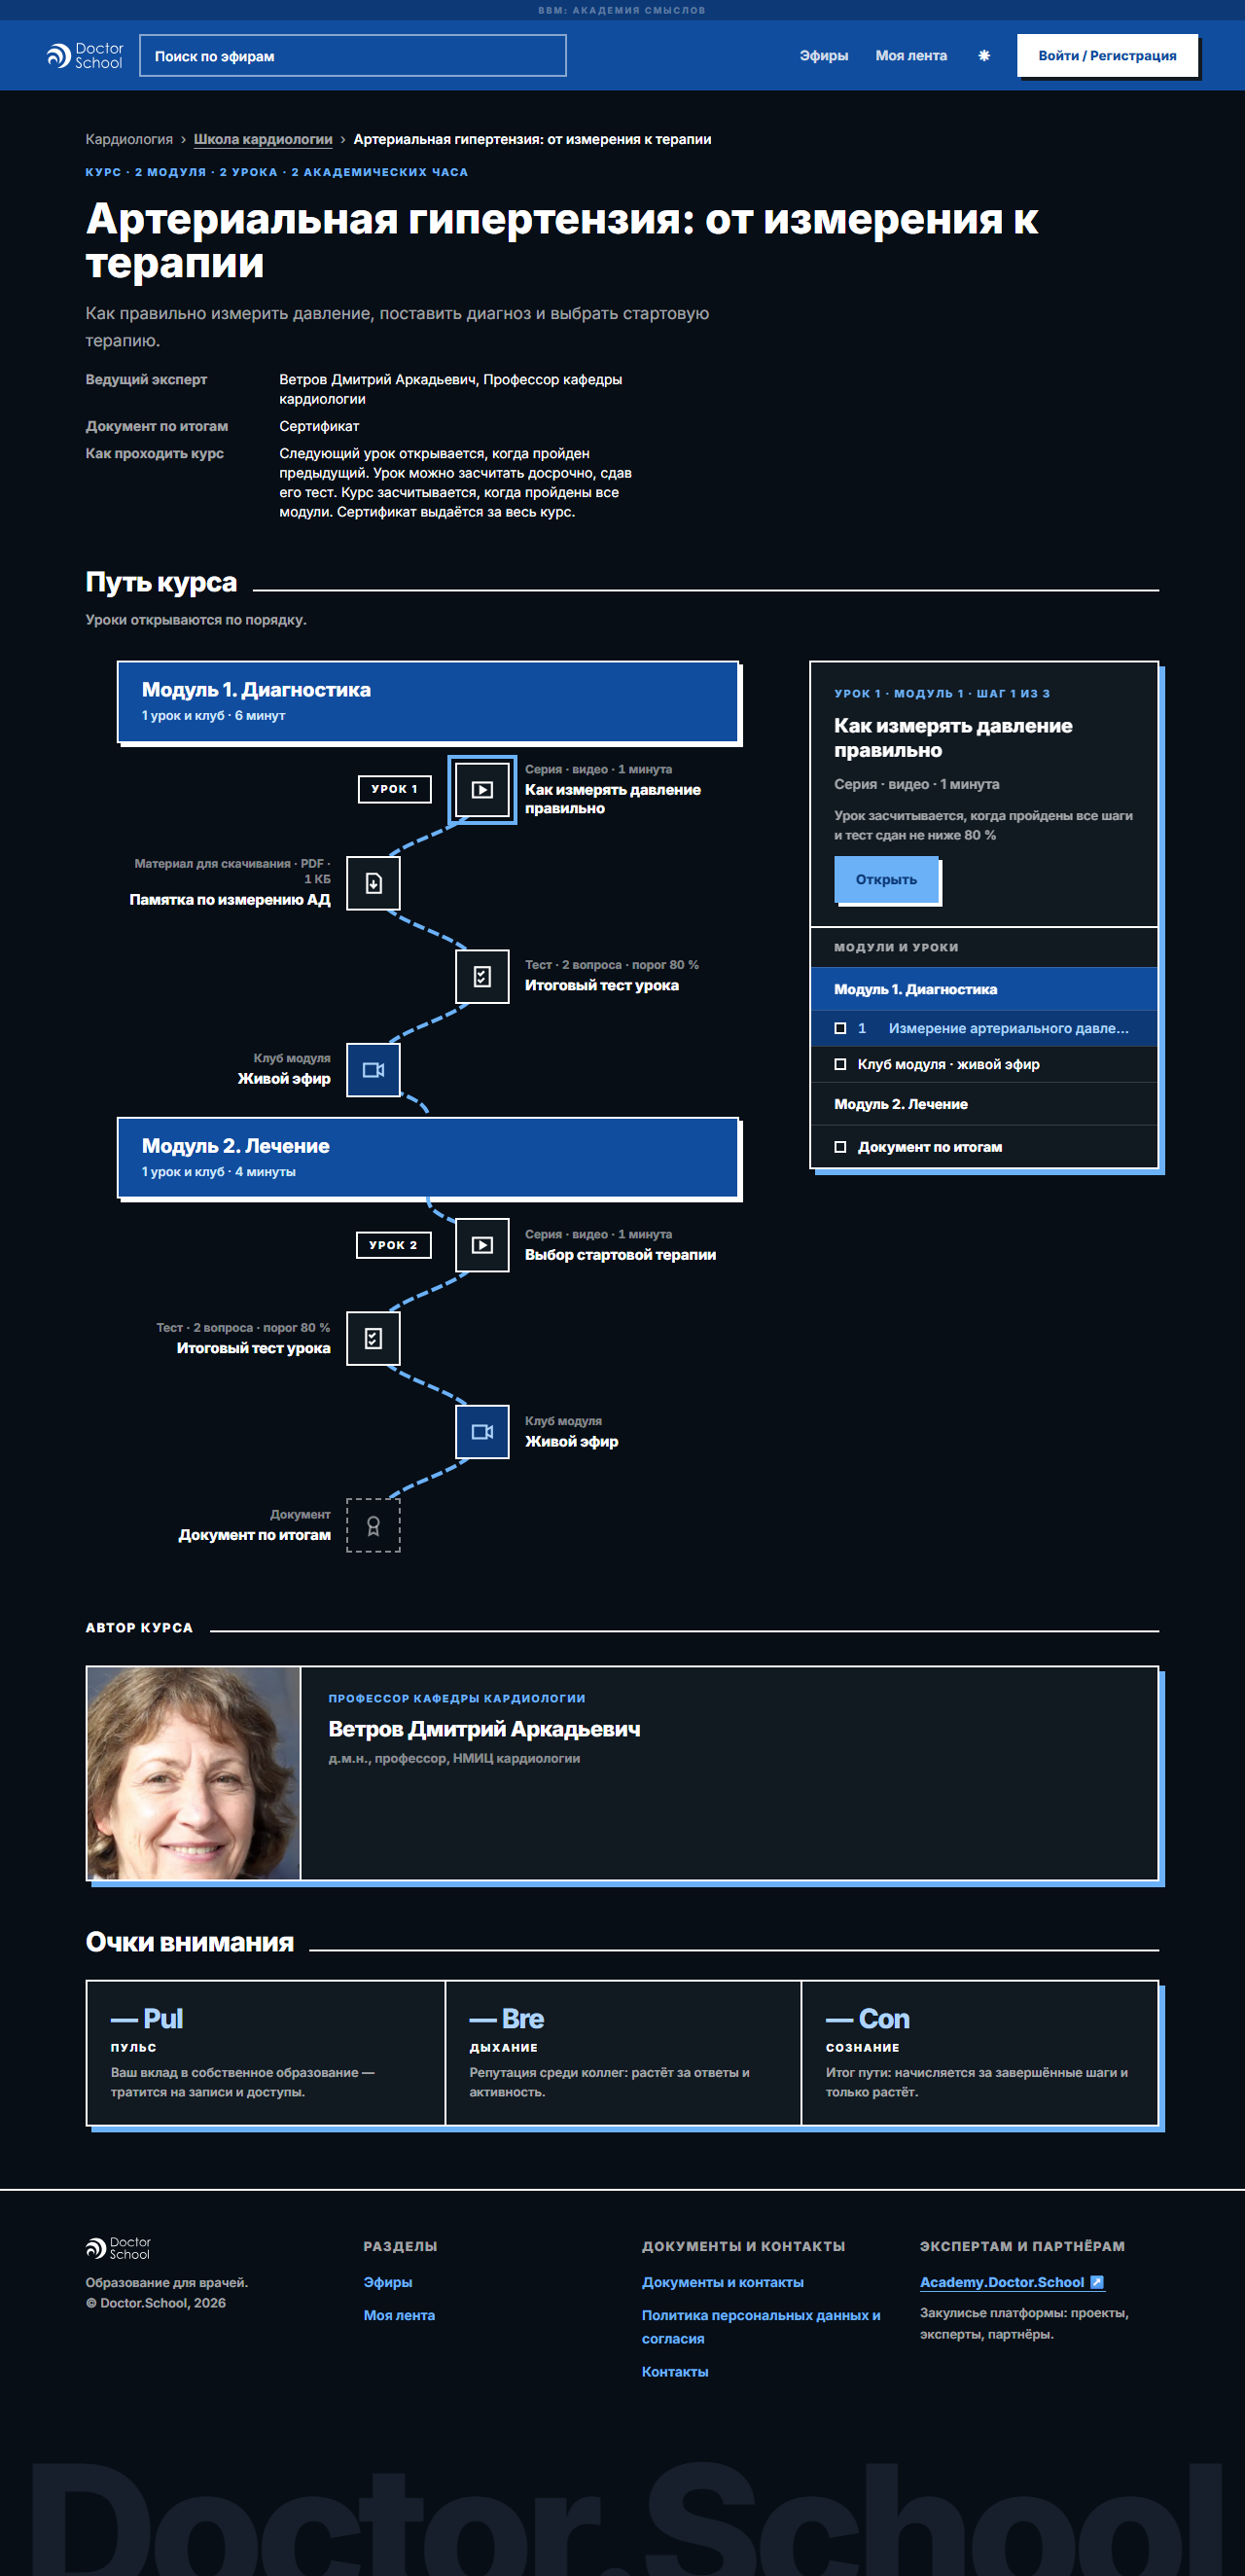 ВВМ: АКАДЕМИЯ СМЫСЛОВ
Doctor
School
Поиск по эфирам
Эфиры
Моя лента
Войти / Регистрация
Кардиология › Школа кардиологии › Артериальная гипертензия: от измерения к терапии
КУРС · 2 МОДУЛЯ · 2 УРОКА · 2 АКАДЕМИЧЕСКИХ ЧАСА
Артериальная гипертензия: от измерения к
терапии
Как правильно измерить давление, поставить диагноз и выбрать стартовую
терапию.
Ведущий эксперт
Ветров Дмитрий Аркадьевич, Профессор кафедры
кардиологии
Документ по итогам
Сертификат
Как проходить курс
Следующий урок открывается, когда пройден
предыдущий. Урок можно засчитать досрочно, сдав
его тест. Курс засчитывается, когда пройдены все
модули. Сертификат выдаётся за весь курс.
Путь курса
Уроки открываются по порядку.
Модуль 1. Диагностика
1 урок и клуб · 6 минут
УРОК 1
Серия · видео · 1 минута
Как измерять давление
правильно
Материал для скачивания · PDF ·
1 КБ
Памятка по измерению АД
Тест · 2 вопроса · порог 80 %
Итоговый тест урока
Клуб модуля
Живой эфир
Модуль 2. Лечение
1 урок и клуб · 4 минуты
УРОК 2
Серия · видео · 1 минута
Выбор стартовой терапии
Тест · 2 вопроса · порог 80 %
Итоговый тест урока
Клуб модуля
Живой эфир
Документ
Документ по итогам
УРОК 1 · МОДУЛЬ 1 · ШАГ 1 ИЗ 3
Как измерять давление
правильно
Серия · видео · 1 минута
Урок засчитывается, когда пройдены все шаги
и тест сдан не ниже 80 %
Открыть
МОДУЛИ И УРОКИ
Модуль 1. Диагностика
1 Измерение артериального давле...
Клуб модуля · живой эфир
Модуль 2. Лечение
Документ по итогам
АВТОР КУРСА
ПРОФЕССОР КАФЕДРЫ КАРДИОЛОГИИ
Ветров Дмитрий Аркадьевич
д.м.н., профессор, НМИЦ кардиологии
Очки внимания
— Pul
ПУЛЬС
Ваш вклад в собственное образование —
тратится на записи и доступы.
— Bre
ДЫХАНИЕ
Репутация среди коллег: растёт за ответы и
активность.
— Con
СОЗНАНИЕ
Итог пути: начисляется за завершённые шаги и
только растёт.
Doctor
School
Образование для врачей.
© Doctor.School, 2026
РАЗДЕЛЫ
Эфиры
Моя лента
ДОКУМЕНТЫ И КОНТАКТЫ
Документы и контакты
Политика персональных данных и
согласия
Контакты
ЭКСПЕРТАМ И ПАРТНЁРАМ
Academy.Doctor.School ↗
Закулисье платформы: проекты,
эксперты, партнёры.
Doctor.School